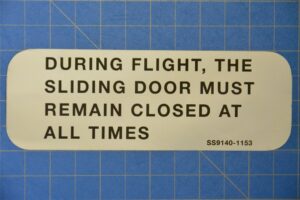 DURING FLIGHT, THE
SLIDING DOOR MUST
REMAIN CLOSED AT
ALL TIMES
SS9140-1153